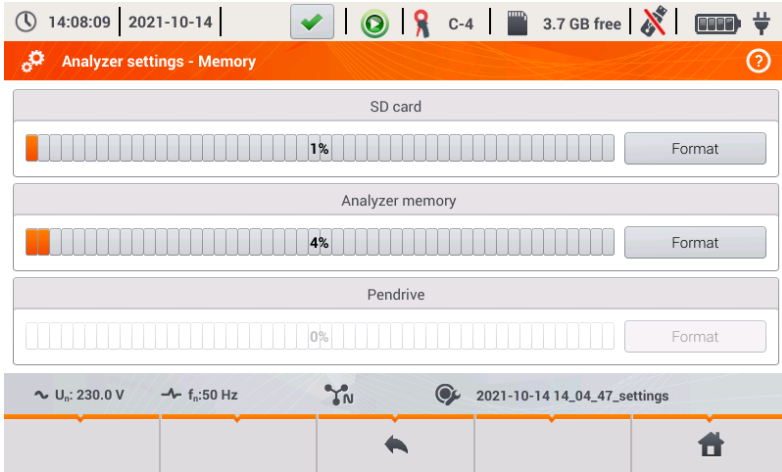 14:08:09 2021-10-14 C-4 3.7 GB free
Analyzer settings - Memory ?
SD card
1% Format
Analyzer memory
4% Format
Pendrive
0% Format
Uₙ: 230.0 V fₙ:50 Hz N 2021-10-14 14_04_47_settings